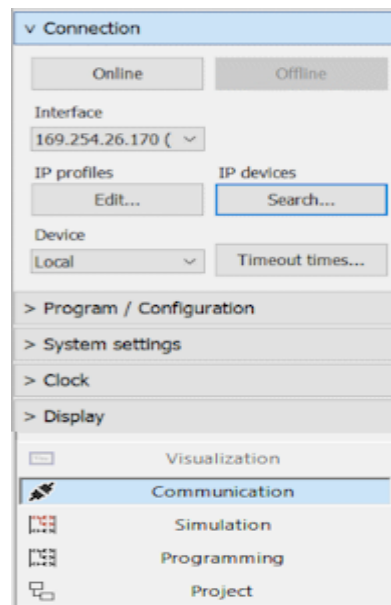 v Connection
Online Offline
Interface
169.254.26.170 (
IP profiles IP devices
Edit... Search...
Device
Local Timeout times...
> Program / Configuration
> System settings
> Clock
> Display
Visualization
Communication
Simulation
Programming
Project